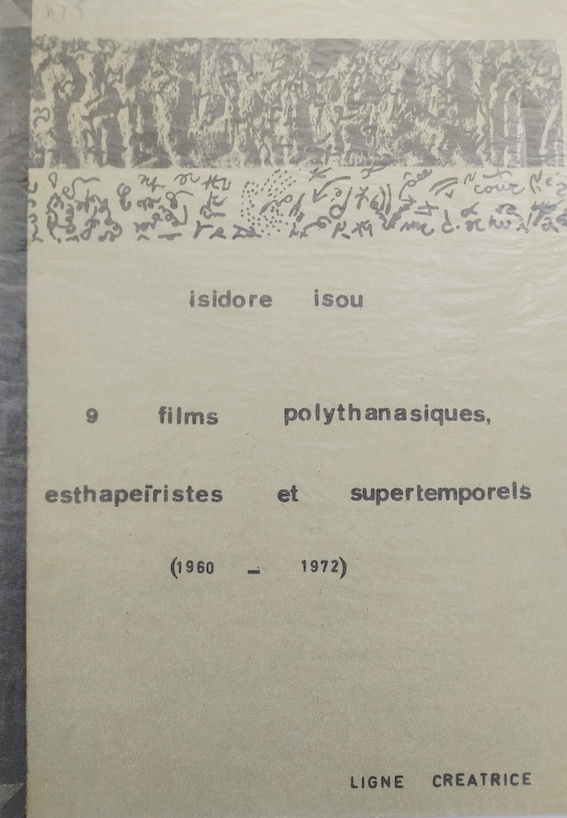 isidore isou
9 films polythanasiques,
esthapeïristes et supertemporels
(1960 - 1972)
LIGNE CREATRICE